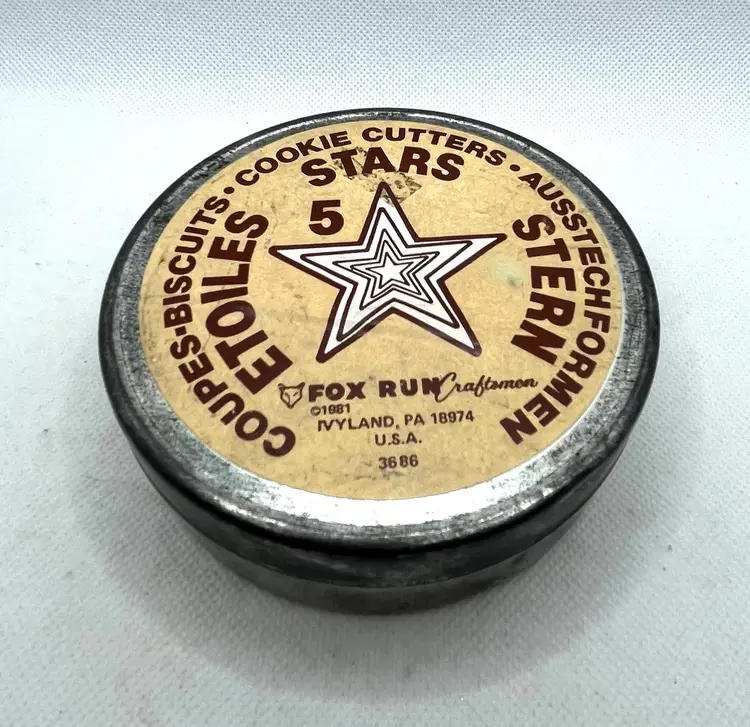 COUPES-BISCUITS • COOKIE CUTTERS • AUSSTECHFORMEN
ETOILES
STARS
STERN
5
FOX RUN Craftsmen
©1981
IVYLAND, PA 18974
U.S.A.
3686